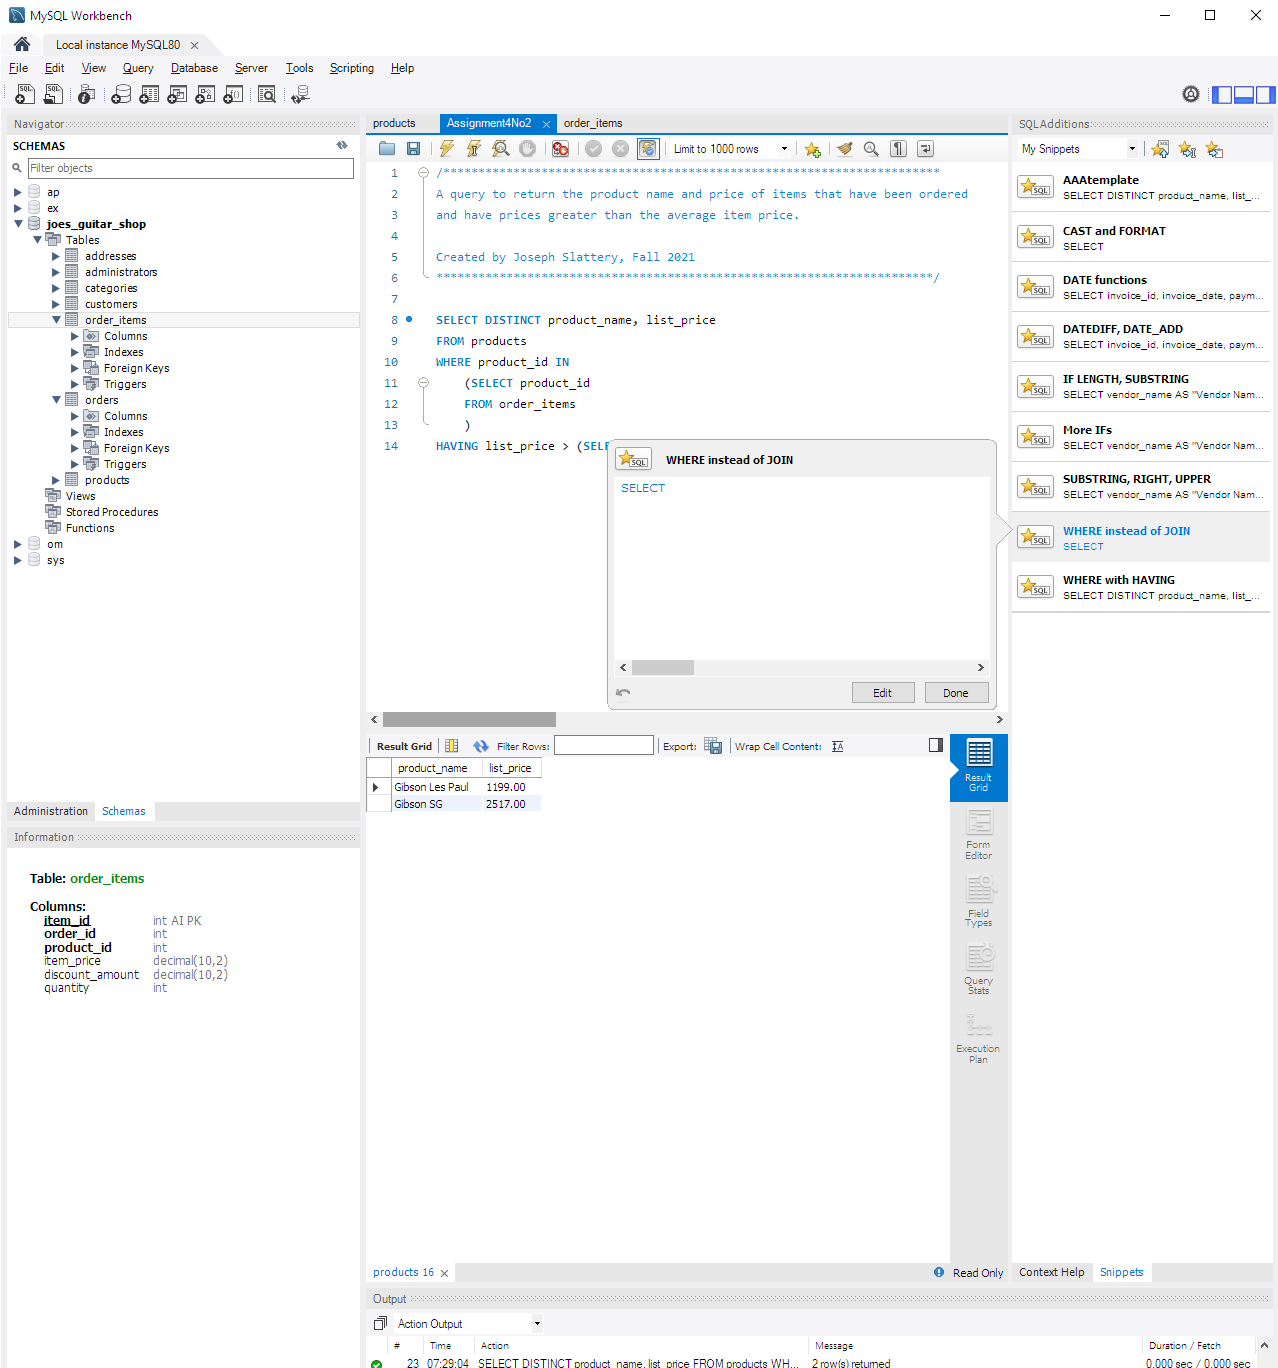 MySQL Workbench
Local instance MySQL80
File Edit View Query Database Server Tools Scripting Help
Navigator
SCHEMAS
Filter objects
ap
ex
joes_guitar_shop
Tables
addresses
administrators
categories
customers
order_items
Columns
Indexes
Foreign Keys
Triggers
orders
Columns
Indexes
Foreign Keys
Triggers
products
Views
Stored Procedures
Functions
om
sys
Administration Schemas
Information
Table: order_items
Columns:
item_id int AI PK
order_id int
product_id int
item_price decimal(10,2)
discount_amount decimal(10,2)
quantity int
products Assignment4No2 order_items
Limit to 1000 rows
1 /***********************************************************************
2 A query to return the product name and price of items that have been ordered
3 and have prices greater than the average item price.
4
5 Created by Joseph Slattery, Fall 2021
6 ***********************************************************************/
7
8 SELECT DISTINCT product_name, list_price
9 FROM products
10 WHERE product_id IN
11 (SELECT product_id
12 FROM order_items
13 )
14 HAVING list_price > (SEL
WHERE instead of JOIN
SELECT
Edit Done
Result Grid Filter Rows: Export: Wrap Cell Content:
product_name list_price
Gibson Les Paul 1199.00
Gibson SG 2517.00
Result Grid
Form Editor
Field Types
Query Stats
Execution Plan
products 16 Read Only
Output
Action Output
# Time Action Message Duration / Fetch
23 07:29:04 SELECT DISTINCT product_name, list_price FROM products WH... 2 row(s) returned 0.000 sec / 0.000 sec
SQLAdditions
My Snippets
AAAtemplate
SELECT DISTINCT product_name, list_...
CAST and FORMAT
SELECT
DATE functions
SELECT invoice_id, invoice_date, paym...
DATEDIFF, DATE_ADD
SELECT invoice_id, invoice_date, paym...
IF LENGTH, SUBSTRING
SELECT vendor_name AS "Vendor Nam...
More IFs
SELECT vendor_name AS "Vendor Nam...
SUBSTRING, RIGHT, UPPER
SELECT vendor_name AS "Vendor Nam...
WHERE instead of JOIN
SELECT
WHERE with HAVING
SELECT DISTINCT product_name, list_...
Context Help Snippets